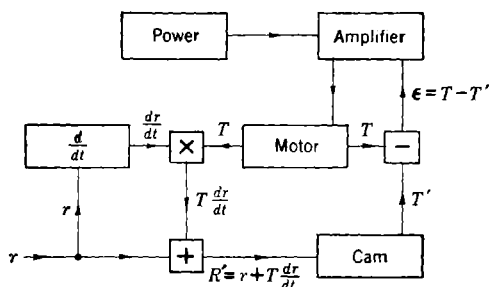 Power
Amplifier
ϵ = T − T′
dr/dt
T
T
d/dt
×
Motor
−
r
T dr/dt
T′
r
+
R′ = r + T dr/dt
Cam